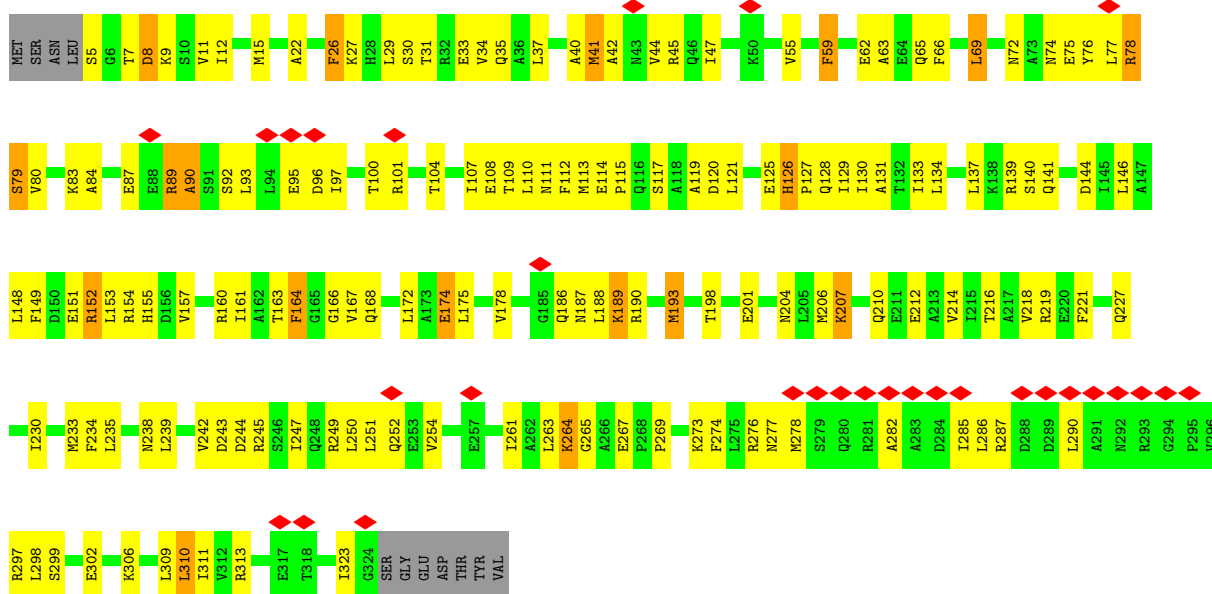 MET SER ASN LEU S5 G6 T7 D8 K9 S10 V11 I12 M15 A22 F26 K27 H28 L29 S30 T31 R32 E33 V34 Q35 A36 L37 A40 M41 A42 N43 V44 R45 Q46 I47 K50 V55 F59 E62 A63 E64 Q65 F66 L69 N72 A73 N74 E75 Y76 L77 R78
S79 V80 K83 A84 E87 E88 R89 A90 S91 S92 L93 L94 E95 D96 I97 T100 R101 T104 I107 E108 T109 L110 N111 F112 M113 E114 P115 Q116 S117 A118 A119 D120 L121 E125 H126 P127 Q128 I129 I130 A131 T132 I133 L134 L137 K138 R139 S140 Q141 D144 I145 L146 A147
L148 F149 D150 E151 R152 L153 R154 H155 D156 V157 R160 I161 A162 T163 F164 G165 G166 V167 Q168 L172 A173 E174 L175 V178 G185 Q186 N187 L188 K189 R190 M193 T198 E201 N204 L205 M206 K207 Q210 E211 E212 A213 V214 I215 T216 A217 V218 R219 E220 F221 Q227
I230 M233 F234 L235 N238 L239 V242 D243 D244 R245 S246 I247 Q248 R249 L250 L251 Q252 E253 V254 E257 I261 A262 L263 K264 G265 A266 E267 P268 P269 K273 F274 L275 R276 N277 M278 S279 Q280 R281 A282 A283 D284 I285 L286 R287 D288 D289 L290 A291 N292 R293 G294 P295 V296
R297 L298 S299 E302 K306 L309 L310 I311 V312 R313 E317 T318 I323 G324 SER GLY GLU ASP THR TYR VAL